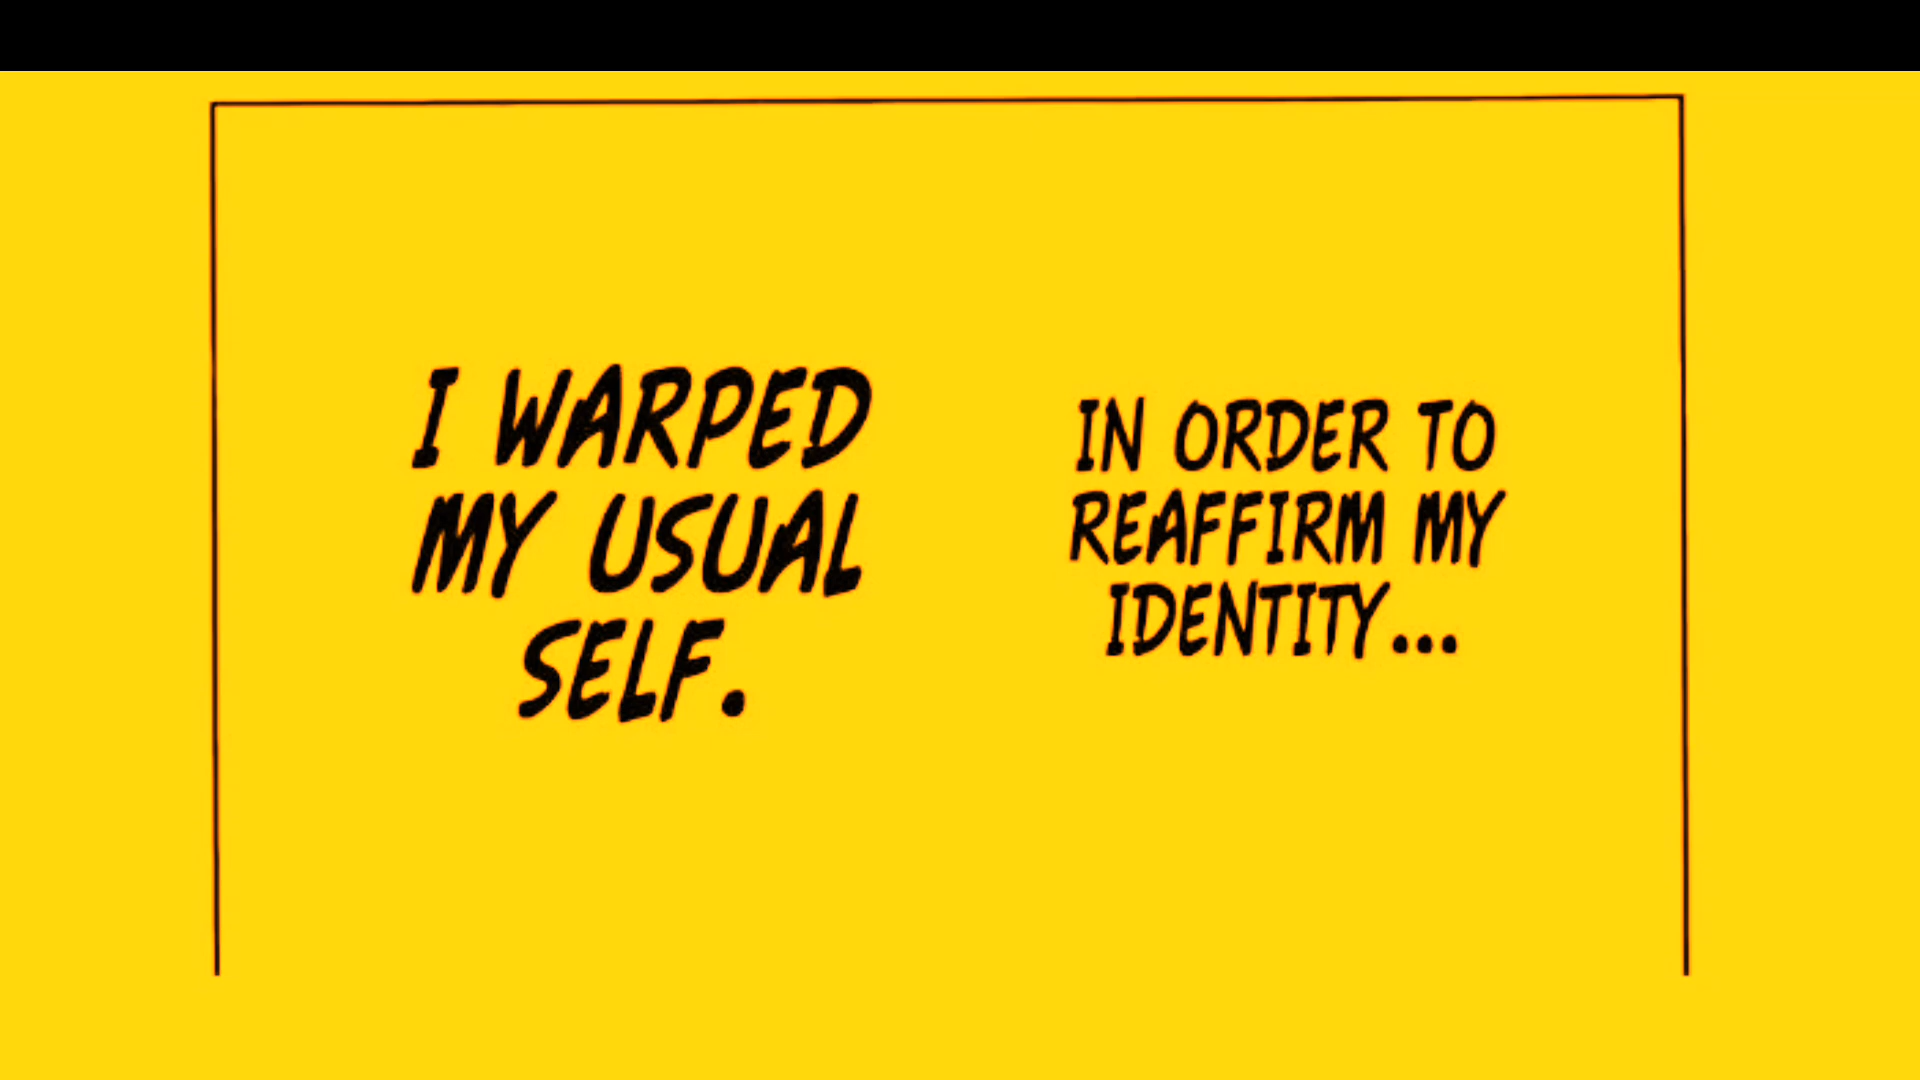 IN ORDER TO
REAFFIRM MY
IDENTITY...
I WARPED
MY USUAL
SELF.